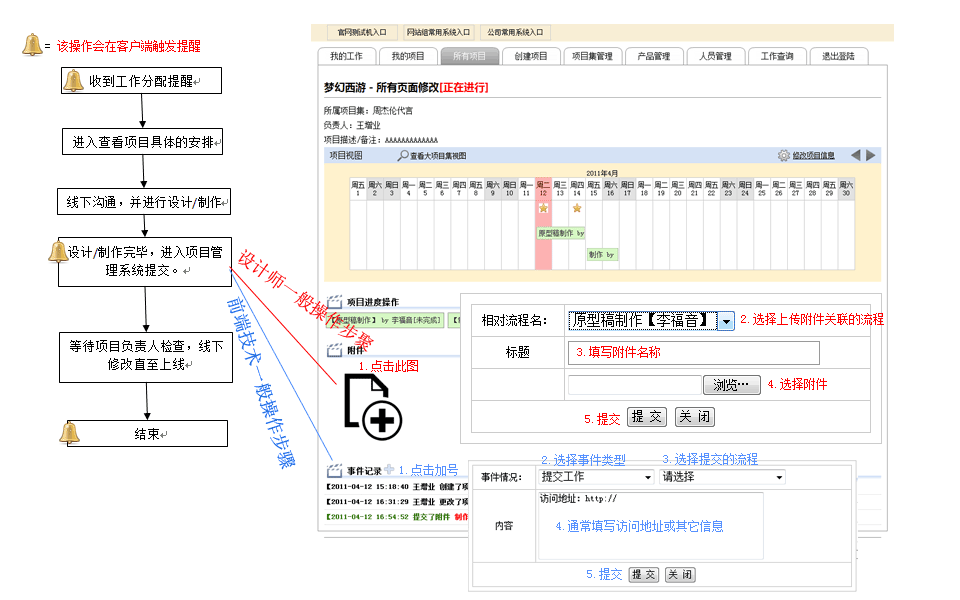 = 该操作会在客户端触发提醒
收到工作分配提醒
进入查看项目具体的安排
线下沟通，并进行设计/制作
设计/制作完毕，进入项目管
理系统提交。
等待项目负责人检查，线下
修改直至上线
结束
设计师一般操作步聚
前端技术一般操作步骤
官网测试机入口 网站组常用系统入口 公司常用系统入口
我的工作 我的项目 所有项目 创建项目 项目集管理 产品管理 人员管理 工作查询 退出登陆
梦幻西游 - 所有页面修改[正在进行]
所属项目集：周杰伦代言
负责人：王增业
项目描述/备注：AAAAAAAAAAAAA
项目视图 查看大项目集视图 修改项目信息
2011年4月
周五 周六 周日 周一 周二 周三 周四 周五 周六 周日 周一 周二 周三 周四 周五 周六 周日 周一 周二 周三 周四 周五 周六 周日 周一 周二 周三 周四 周五 周六
1 2 3 4 5 6 7 8 9 10 11 12 13 14 15 16 17 18 19 20 21 22 23 24 25 26 27 28 29 30
原型稿制作 by
制作 by
项目进度操作
【原型稿制作】 by 李福音[未完成]
附件
1.点击此图
相对流程名： 原型稿制作【李福音】 2.选择上传附件关联的流程
标题 3.填写附件名称
浏览… 4.选择附件
5.提交 提 交 关 闭
事件记录 1.点击加号
【2011-04-12 15:18:40 王增业 创建了项
【2011-04-12 16:31:29 王增业 更改了项
【2011-04-12 16:54:52 提交了附件 制作
2.选择事件类型 3.选择提交的流程
事件情况： 提交工作 请选择
访问地址：http://
内容 4.通常填写访问地址或其它信息
5.提交 提 交 关 闭